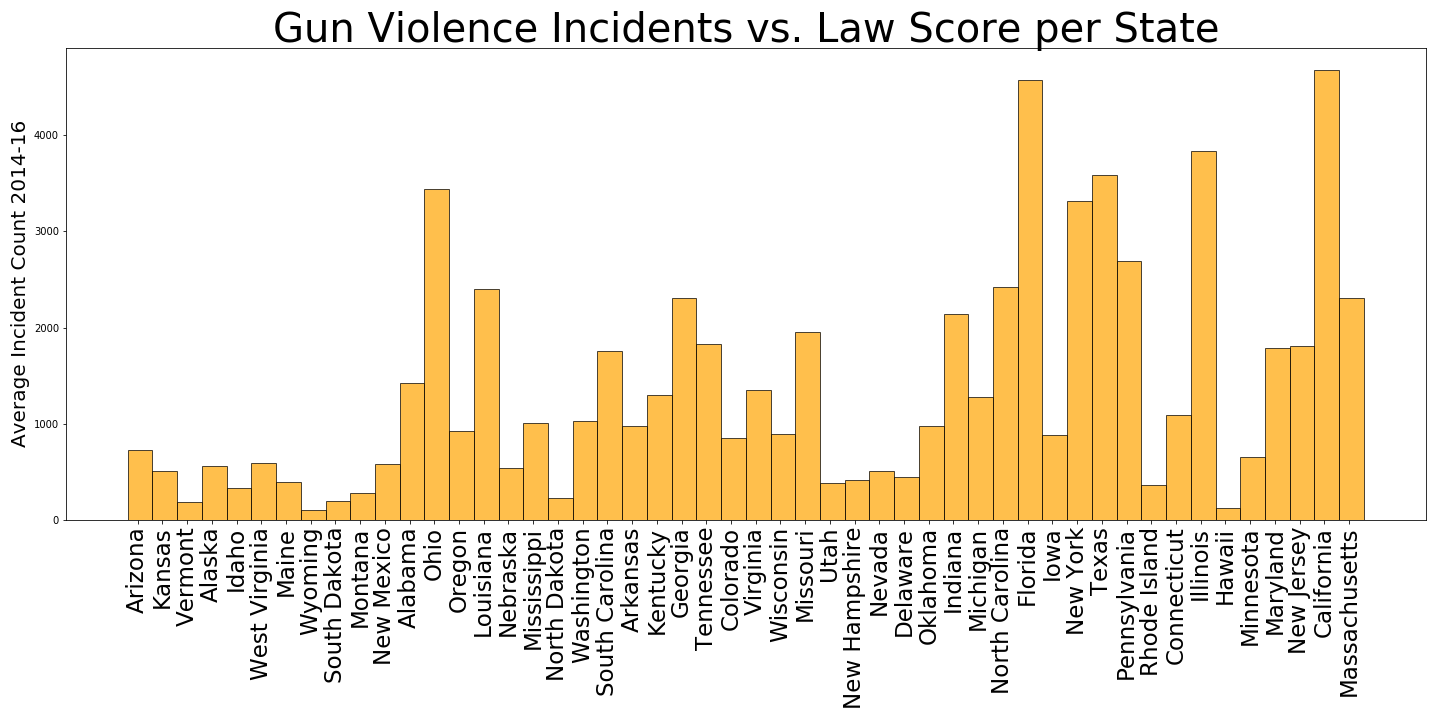 Gun Violence Incidents vs. Law Score per State
Average Incident Count 2014-16
4000
3000
2000
1000
0
Arizona
Kansas
Vermont
Alaska
Idaho
West Virginia
Maine
Wyoming
South Dakota
Montana
New Mexico
Alabama
Ohio
Oregon
Louisiana
Nebraska
Mississippi
North Dakota
Washington
South Carolina
Arkansas
Kentucky
Georgia
Tennessee
Colorado
Virginia
Wisconsin
Missouri
Utah
New Hampshire
Nevada
Delaware
Oklahoma
Indiana
Michigan
North Carolina
Florida
Iowa
New York
Texas
Pennsylvania
Rhode Island
Connecticut
Illinois
Hawaii
Minnesota
Maryland
New Jersey
California
Massachusetts